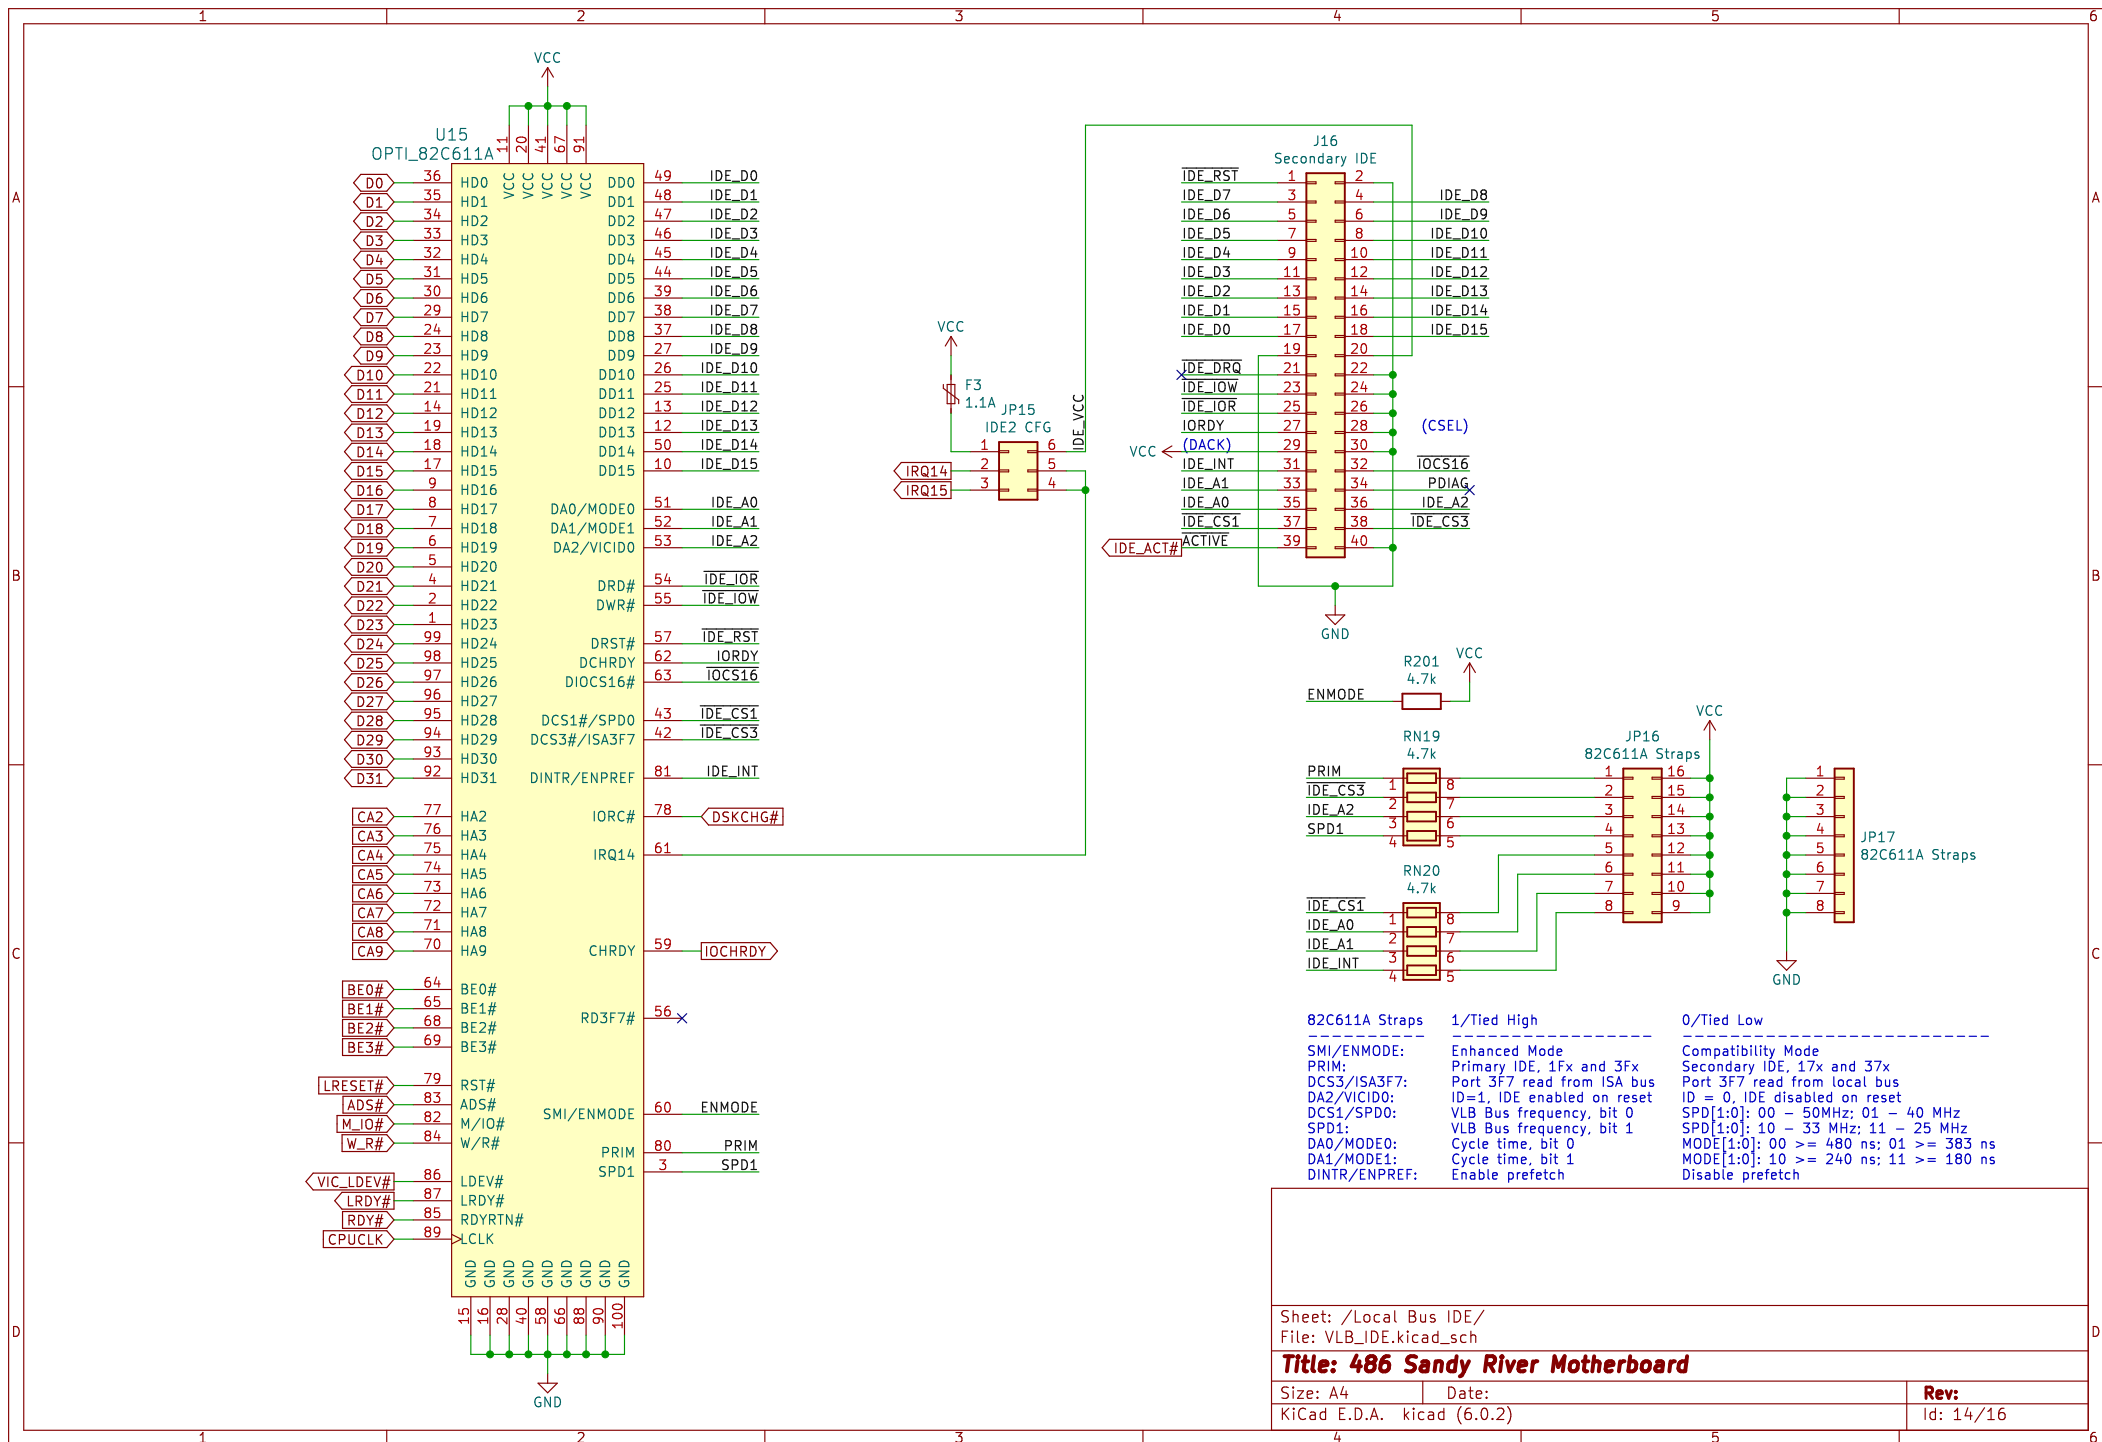 1 2 3 4 5 6
A A
B B
C C
D D
VCC
U15
OPTI_82C611A
11 20 41 67 91
VCC VCC VCC VCC VCC
D0 36 HD0 DD0 49 IDE_D0
D1 35 HD1 DD1 48 IDE_D1
D2 34 HD2 DD2 47 IDE_D2
D3 33 HD3 DD3 46 IDE_D3
D4 32 HD4 DD4 45 IDE_D4
D5 31 HD5 DD5 44 IDE_D5
D6 30 HD6 DD6 39 IDE_D6
D7 29 HD7 DD7 38 IDE_D7
D8 24 HD8 DD8 37 IDE_D8
D9 23 HD9 DD9 27 IDE_D9
D10 22 HD10 DD10 26 IDE_D10
D11 21 HD11 DD11 25 IDE_D11
D12 14 HD12 DD12 13 IDE_D12
D13 19 HD13 DD13 12 IDE_D13
D14 18 HD14 DD14 50 IDE_D14
D15 17 HD15 DD15 10 IDE_D15
D16 9 HD16
D17 8 HD17 DA0/MODE0 51 IDE_A0
D18 7 HD18 DA1/MODE1 52 IDE_A1
D19 6 HD19 DA2/VICID0 53 IDE_A2
D20 5 HD20
D21 4 HD21 DRD# 54 IDE_IOR
D22 2 HD22 DWR# 55 IDE_IOW
D23 1 HD23
D24 99 HD24 DRST# 57 IDE_RST
D25 98 HD25 DCHRDY 62 IORDY
D26 97 HD26 DIOCS16# 63 IOCS16
D27 96 HD27
D28 95 HD28 DCS1#/SPD0 43 IDE_CS1
D29 94 HD29 DCS3#/ISA3F7 42 IDE_CS3
D30 93 HD30
D31 92 HD31 DINTR/ENPREF 81 IDE_INT
CA2 77 HA2 IORC# 78 DSKCHG#
CA3 76 HA3
CA4 75 HA4 IRQ14 61
CA5 74 HA5
CA6 73 HA6
CA7 72 HA7
CA8 71 HA8
CA9 70 HA9 CHRDY 59 IOCHRDY
BE0# 64 BE0#
BE1# 65 BE1# RD3F7# 56
BE2# 68 BE2#
BE3# 69 BE3#
LRESET# 79 RST#
ADS# 83 ADS# SMI/ENMODE 60 ENMODE
M_IO# 82 M/IO#
W_R# 84 W/R# PRIM 80 PRIM
SPD1 3 SPD1
VIC_LDEV# 86 LDEV#
LRDY# 87 LRDY#
RDY# 85 RDYRTN#
CPUCLK 89 LCLK
GND GND GND GND GND GND GND GND GND
15 16 28 40 58 66 88 90 100
GND
VCC
F3
1.1A
JP15
IDE2 CFG
IDE_VCC
1 6
IRQ14 2 5
IRQ15 3 4
J16
Secondary IDE
IDE_RST 1 2
IDE_D7 3 4 IDE_D8
IDE_D6 5 6 IDE_D9
IDE_D5 7 8 IDE_D10
IDE_D4 9 10 IDE_D11
IDE_D3 11 12 IDE_D12
IDE_D2 13 14 IDE_D13
IDE_D1 15 16 IDE_D14
IDE_D0 17 18 IDE_D15
19 20
IDE_DRQ 21 22
IDE_IOW 23 24
IDE_IOR 25 26
IORDY 27 28 (CSEL)
VCC (DACK) 29 30
IDE_INT 31 32 IOCS16
IDE_A1 33 34 PDIAG
IDE_A0 35 36 IDE_A2
IDE_CS1 37 38 IDE_CS3
IDE_ACT# ACTIVE 39 40
GND
R201
4.7k
VCC
ENMODE
RN19
4.7k
PRIM 1 8
IDE_CS3 2 7
IDE_A2 3 6
SPD1 4 5
RN20
4.7k
IDE_CS1 1 8
IDE_A0 2 7
IDE_A1 3 6
IDE_INT 4 5
VCC
JP16
82C611A Straps
1 16
2 15
3 14
4 13
5 12
6 11
7 10
8 9
1
2
3
4
5
6
7
8
JP17
82C611A Straps
GND
82C611A Straps 1/Tied High 0/Tied Low
---------- ----------------- --------------------------
SMI/ENMODE: Enhanced Mode Compatibility Mode
PRIM: Primary IDE, 1Fx and 3Fx Secondary IDE, 17x and 37x
DCS3/ISA3F7: Port 3F7 read from ISA bus Port 3F7 read from local bus
DA2/VICID0: ID=1, IDE enabled on reset ID = 0, IDE disabled on reset
DCS1/SPD0: VLB Bus frequency, bit 0 SPD[1:0]: 00 - 50MHz; 01 - 40 MHz
SPD1: VLB Bus frequency, bit 1 SPD[1:0]: 10 - 33 MHz; 11 - 25 MHz
DA0/MODE0: Cycle time, bit 0 MODE[1:0]: 00 >= 480 ns; 01 >= 383 ns
DA1/MODE1: Cycle time, bit 1 MODE[1:0]: 10 >= 240 ns; 11 >= 180 ns
DINTR/ENPREF: Enable prefetch Disable prefetch
Sheet: /Local Bus IDE/
File: VLB_IDE.kicad_sch
Title: 486 Sandy River Motherboard
Size: A4 Date: Rev:
KiCad E.D.A. kicad (6.0.2) Id: 14/16
1 2 3 4 5 6